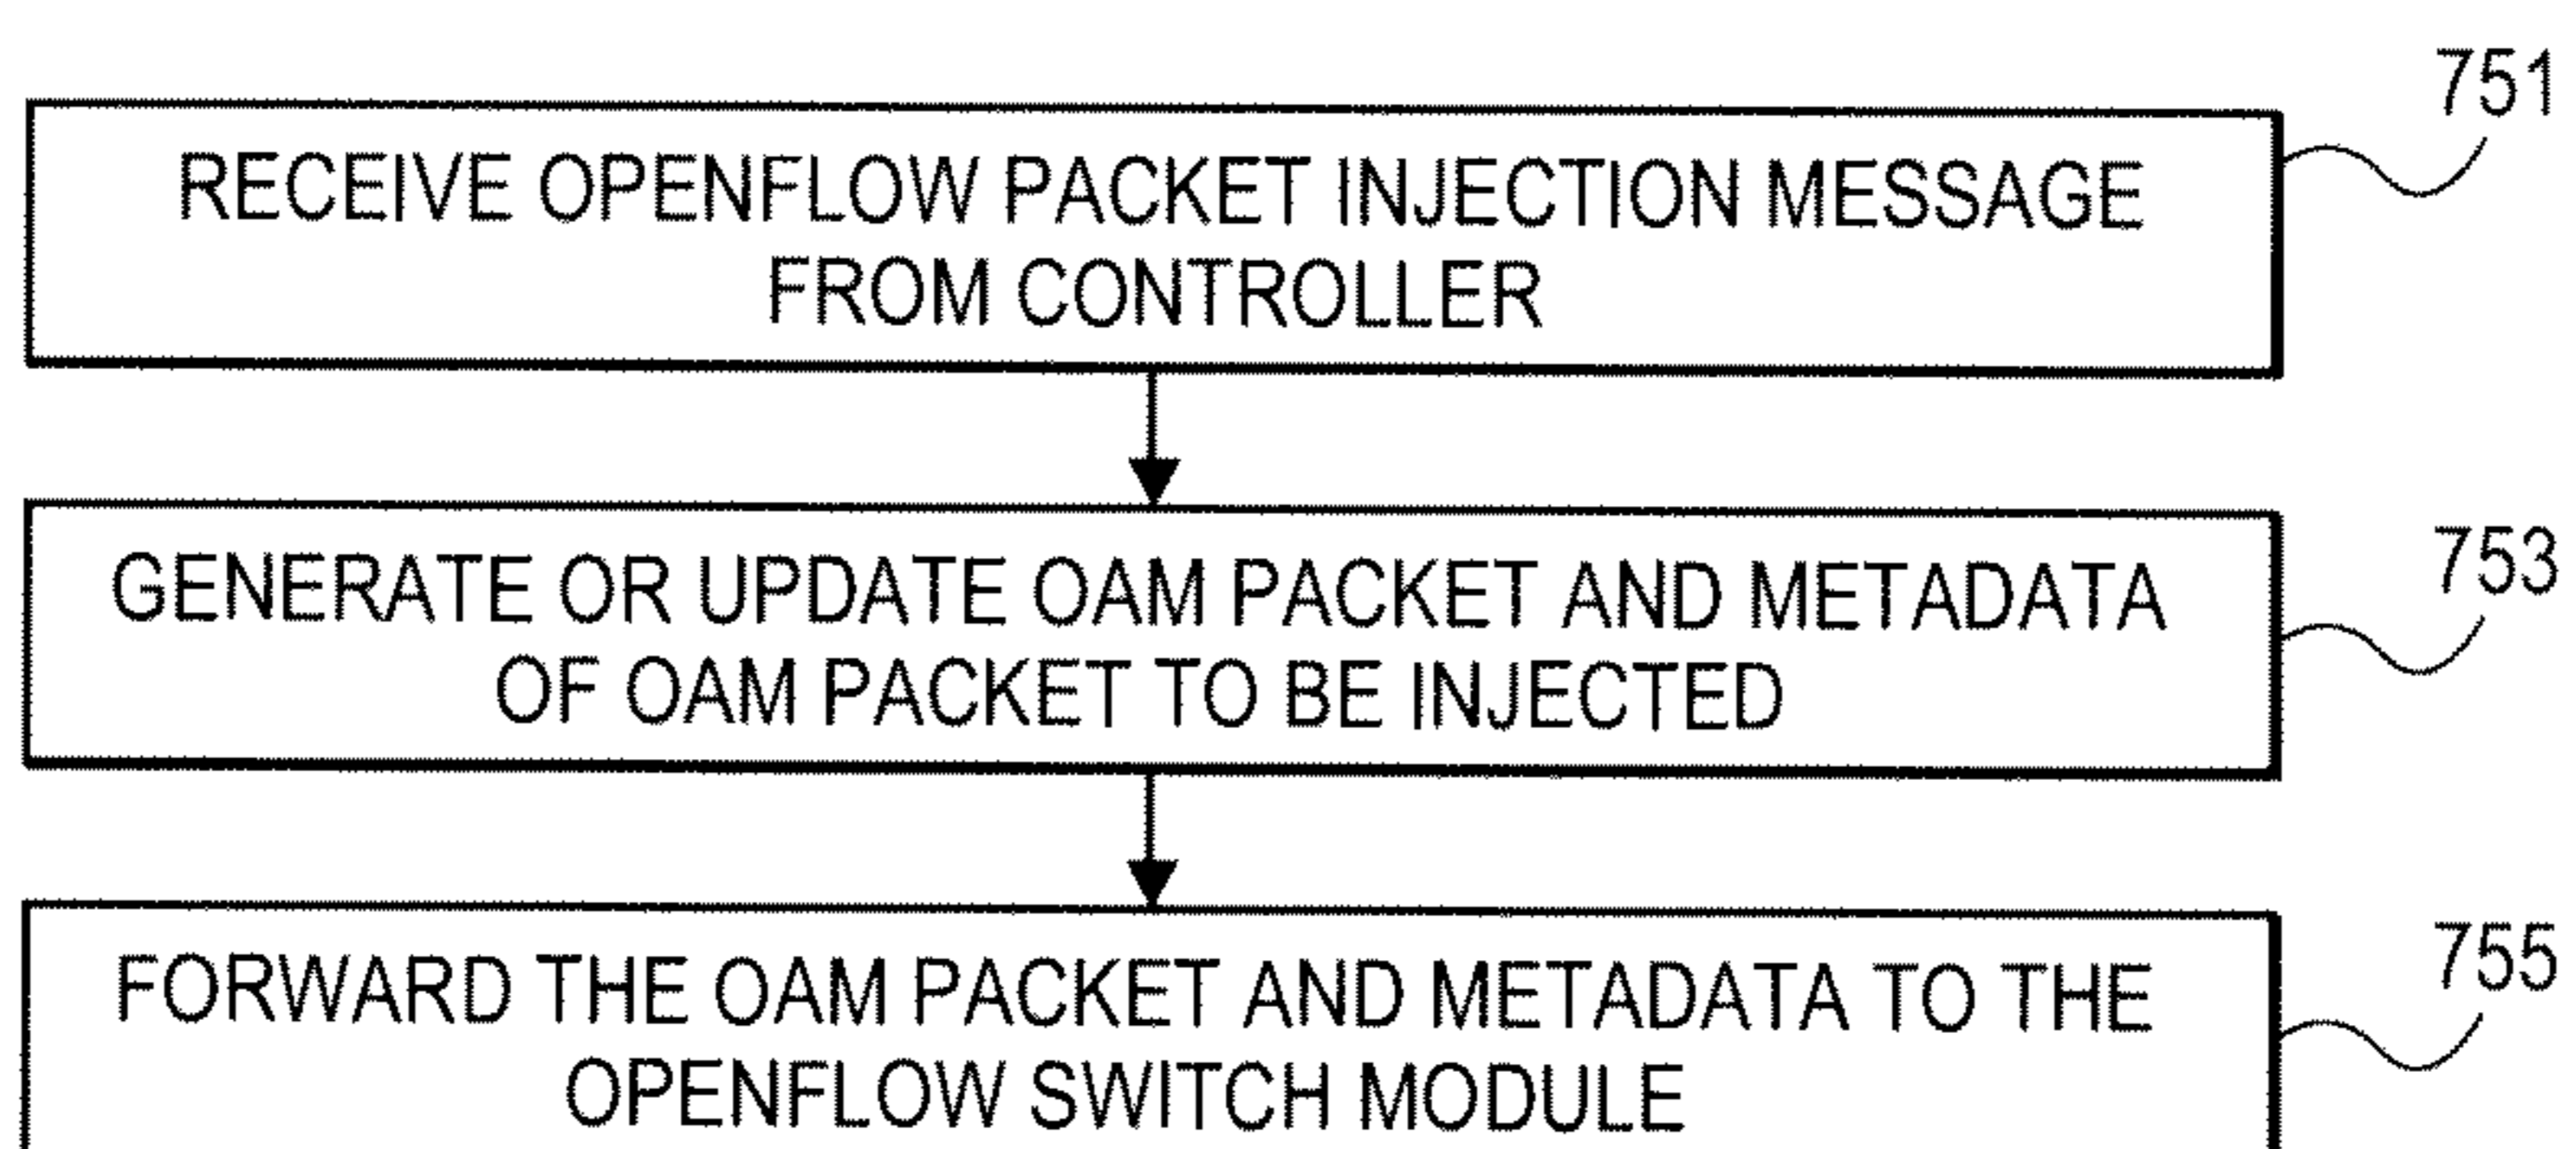 751
RECEIVE OPENFLOW PACKET INJECTION MESSAGE
FROM CONTROLLER
753
GENERATE OR UPDATE OAM PACKET AND METADATA
OF OAM PACKET TO BE INJECTED
755
FORWARD THE OAM PACKET AND METADATA TO THE
OPENFLOW SWITCH MODULE